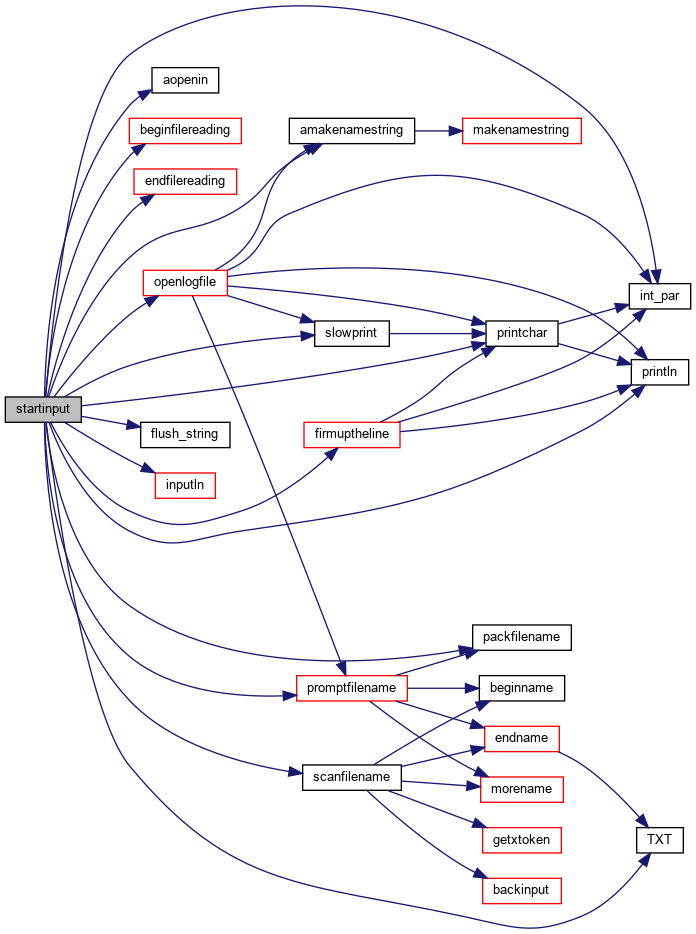 aopenin
beginfilereading
amakenamestring
makenamestring
endfilereading
openlogfile
int_par
slowprint
printchar
println
startinput
flush_string
firmuptheline
inputln
packfilename
promptfilename
beginname
endname
scanfilename
morename
getxtoken
TXT
backinput